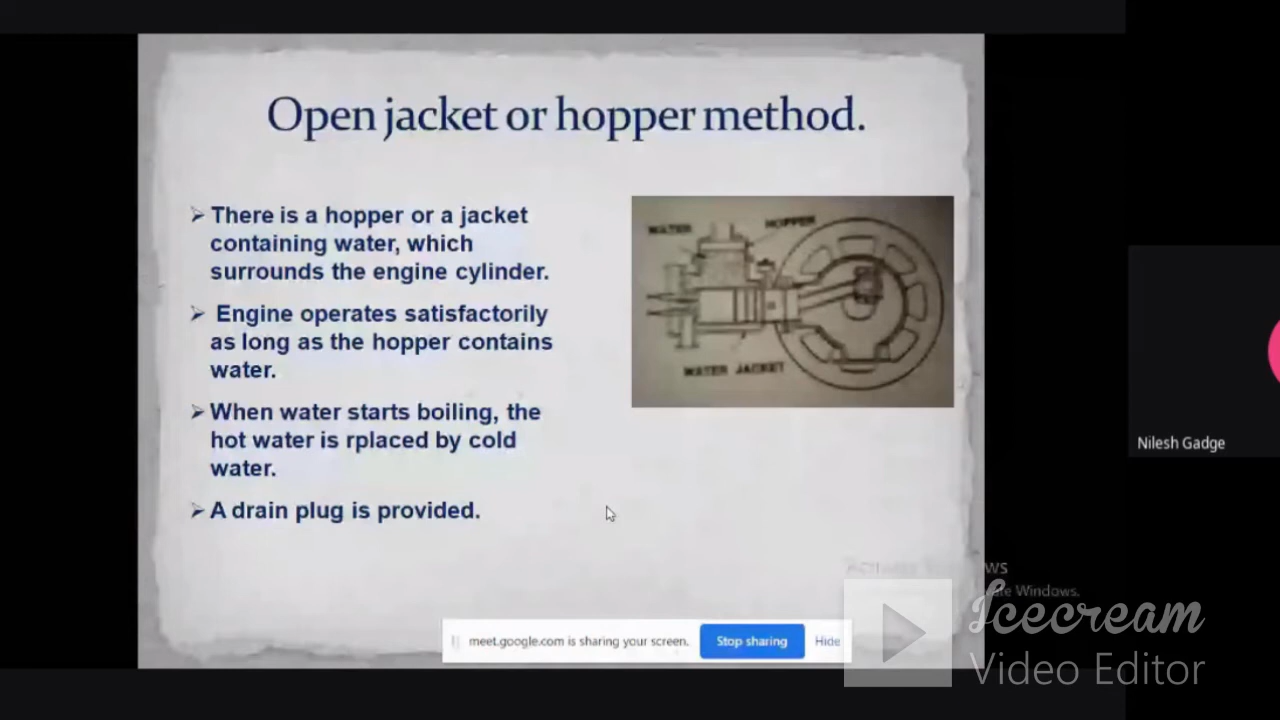 Open jacket or hopper method.
There is a hopper or a jacket
containing water, which
surrounds the engine cylinder.
Engine operates satisfactorily
as long as the hopper contains
water.
When water starts boiling, the
hot water is rplaced by cold
water.
A drain plug is provided.
WATER
HOPPER
WATER JACKET
Nilesh Gadge
Windows.
meet.google.com is sharing your screen.
Stop sharing
Hide
Icecream
Video Editor